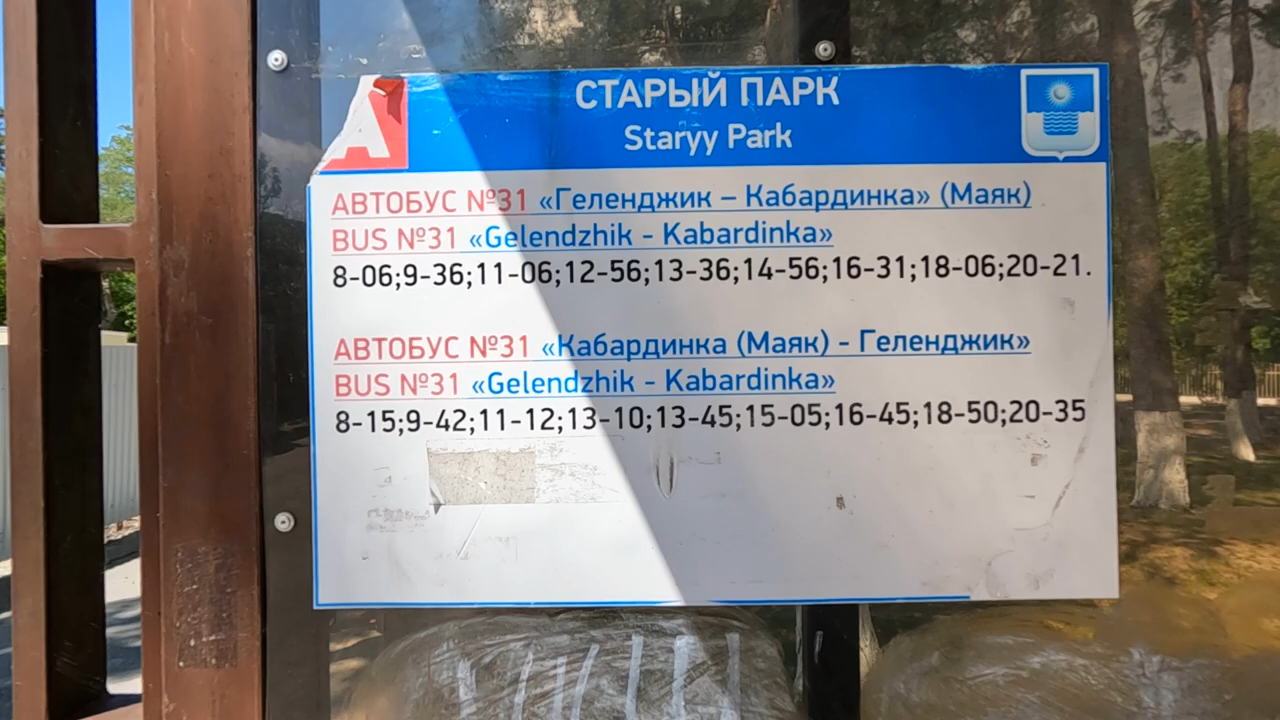 А
СТАРЫЙ ПАРК
Staryy Park
АВТОБУС №31 «Геленджик – Кабардинка» (Маяк)
BUS №31 «Gelendzhik - Kabardinka»
8-06;9-36;11-06;12-56;13-36;14-56;16-31;18-06;20-21.
АВТОБУС №31 «Кабардинка (Маяк) - Геленджик»
BUS №31 «Gelendzhik - Kabardinka»
8-15;9-42;11-12;13-10;13-45;15-05;16-45;18-50;20-35